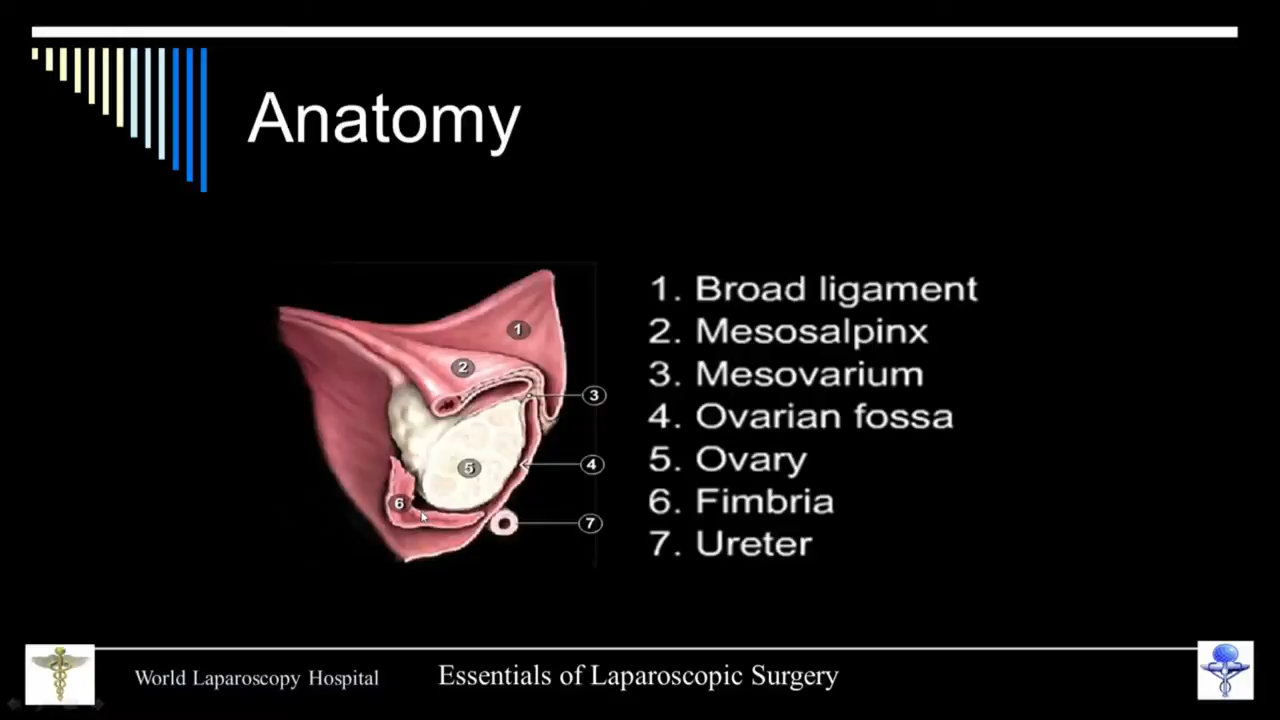 Anatomy
1
2
3
4
5
6
7
1. Broad ligament
2. Mesosalpinx
3. Mesovarium
4. Ovarian fossa
5. Ovary
6. Fimbria
7. Ureter
World Laparoscopy Hospital
Essentials of Laparoscopic Surgery